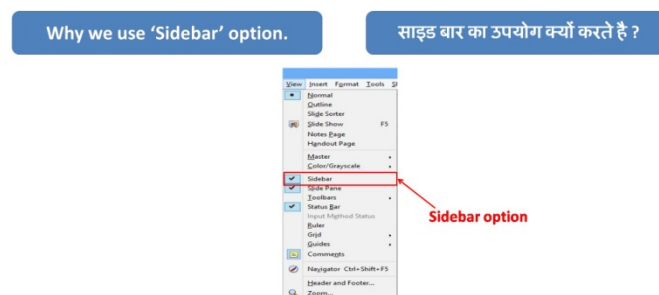 Why we use ‘Sidebar’ option.
साइड बार का उपयोग क्यों करते है ?
View Insert Format Tools Sl
Normal
Outline
Slide Sorter
Slide Show F5
Notes Page
Handout Page
Master
Color/Grayscale
Sidebar
Slide Pane
Toolbars
Status Bar
Input Method Status
Ruler
Grid
Guides
Comments
Navigator Ctrl+Shift+F5
Header and Footer...
Zoom...
Sidebar option